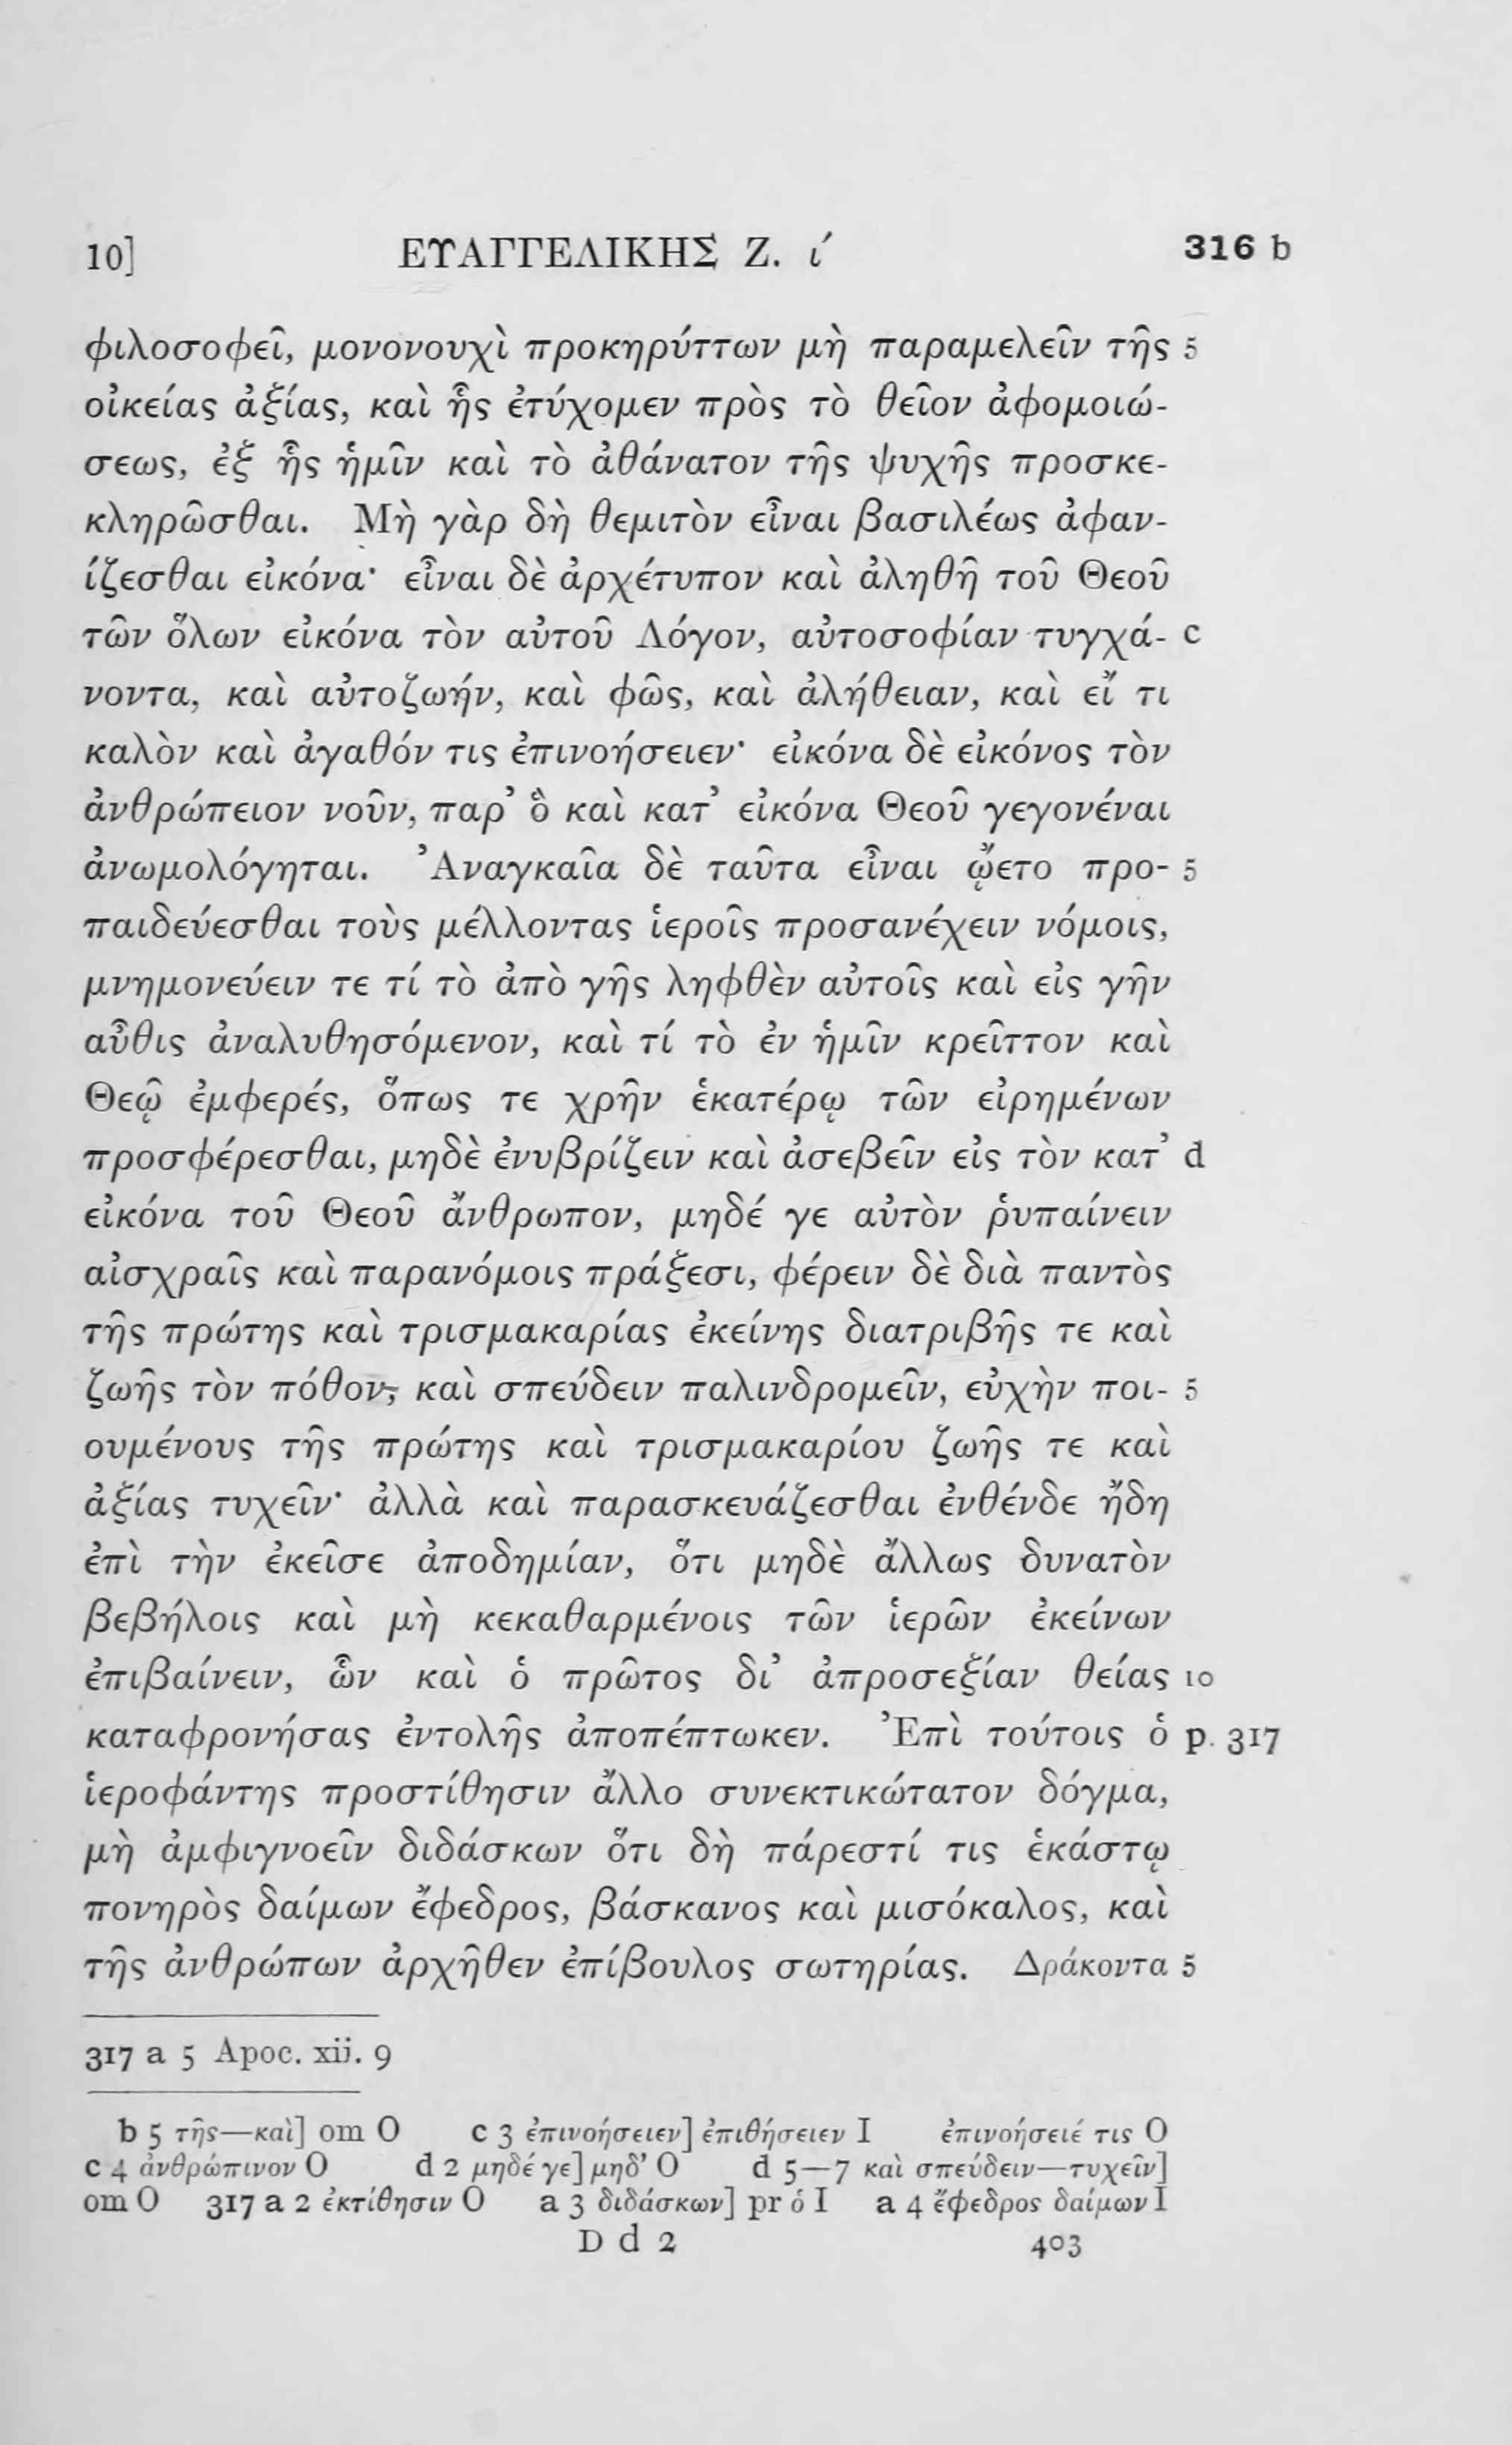 10] ΕΥΑΓΓΕΛΙΚΗΣ Ζ. ί 316 b
φιλοσοφεῖ, μονονουχὶ προκηρύττων μὴ παραμελεῖν τῆς 5
οἰκείας ἀξίας, καὶ ἧς ἐτύχομεν πρὸς τὸ θεῖον ἀφομοιώ-
σεως, ἐξ ἧς ἡμῖν καὶ τὸ ἀθάνατον τῆς ψυχῆς προσκε-
κληρῶσθαι. Μὴ γὰρ δὴ θεμιτὸν εἶναι βασιλέως ἀφαν-
ίζεσθαι εἰκόνα· εἶναι δὲ ἀρχέτυπον καὶ ἀληθῆ τοῦ Θεοῦ
τῶν ὅλων εἰκόνα τὸν αὐτοῦ Λόγον, αὐτοσοφίαν τυγχά- c
νοντα, καὶ αὐτοζωήν, καὶ φῶς, καὶ ἀλήθειαν, καὶ εἴ τι
καλὸν καὶ ἀγαθόν τις ἐπινοήσειεν· εἰκόνα δὲ εἰκόνος τὸν
ἀνθρώπειον νοῦν, παρ’ ὃ καὶ κατ’ εἰκόνα Θεοῦ γεγονέναι
ἀνωμολόγηται. Ἀναγκαῖα δὲ ταῦτα εἶναι ᾤετο προ- 5
παιδεύεσθαι τοὺς μέλλοντας ἱεροῖς προσανέχειν νόμοις,
μνημονεύειν τε τί τὸ ἀπὸ γῆς ληφθὲν αὐτοῖς καὶ εἰς γῆν
αὖθις ἀναλυθησόμενον, καὶ τί τὸ ἐν ἡμῖν κρεῖττον καὶ
Θεῷ ἐμφερές, ὅπως τε χρῆν ἑκατέρῳ τῶν εἰρημένων
προσφέρεσθαι, μηδὲ ἐνυβρίζειν καὶ ἀσεβεῖν εἰς τὸν κατ’ d
εἰκόνα τοῦ Θεοῦ ἄνθρωπον, μηδέ γε αὐτὸν ῥυπαίνειν
αἰσχραῖς καὶ παρανόμοις πράξεσι, φέρειν δὲ διὰ παντὸς
τῆς πρώτης καὶ τρισμακαρίας ἐκείνης διατριβῆς τε καὶ
ζωῆς τὸν πόθον, καὶ σπεύδειν παλινδρομεῖν, εὐχὴν ποι- 5
ουμένους τῆς πρώτης καὶ τρισμακαρίου ζωῆς τε καὶ
ἀξίας τυχεῖν· ἀλλὰ καὶ παρασκευάζεσθαι ἐνθένδε ἤδη
ἐπὶ τὴν ἐκεῖσε ἀποδημίαν, ὅτι μηδὲ ἄλλως δυνατὸν
βεβήλοις καὶ μὴ κεκαθαρμένοις τῶν ἱερῶν ἐκείνων
ἐπιβαίνειν, ὧν καὶ ὁ πρῶτος δι’ ἀπροσεξίαν θείας 10
καταφρονήσας ἐντολῆς ἀποπέπτωκεν. Ἐπὶ τούτοις ὁ p. 317
ἱεροφάντης προστίθησιν ἄλλο συνεκτικώτατον δόγμα,
μὴ ἀμφιγνοεῖν διδάσκων ὅτι δὴ πάρεστί τις ἑκάστῳ
πονηρὸς δαίμων ἔφεδρος, βάσκανος καὶ μισόκαλος, καὶ
τῆς ἀνθρώπων ἀρχῆθεν ἐπίβουλος σωτηρίας. Δράκοντα 5
317 a 5 Apoc. xii. 9
b 5 τῆς—καὶ] om O c 3 ἐπινοήσειεν] ἐπιθήσειεν I ἐπινοήσειέ τις O
c 4 ἀνθρώπινον O d 2 μηδέ γε] μηδ’ O d 5—7 καὶ σπεύδειν—τυχεῖν]
om O 317 a 2 ἐκτίθησιν O a 3 διδάσκων] pr ὁ I a 4 ἔφεδρος δαίμων I
D d 2 403